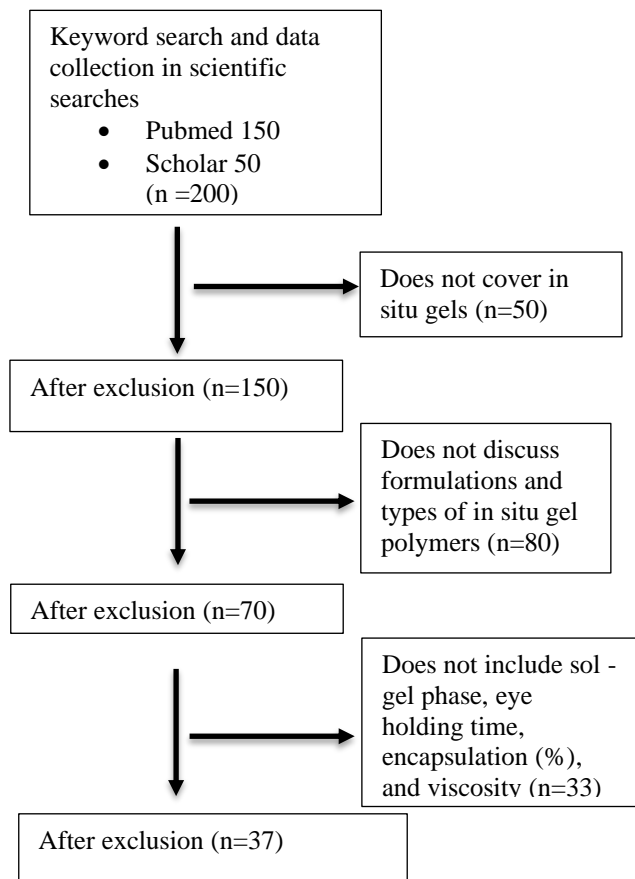 Keyword search and data
collection in scientific
searches
• Pubmed 150
• Scholar 50
(n =200)
Does not cover in
situ gels (n=50)
After exclusion (n=150)
Does not discuss
formulations and
types of in situ gel
polymers (n=80)
After exclusion (n=70)
Does not include sol -
gel phase, eye
holding time,
encapsulation (%),
and viscosity (n=33)
After exclusion (n=37)